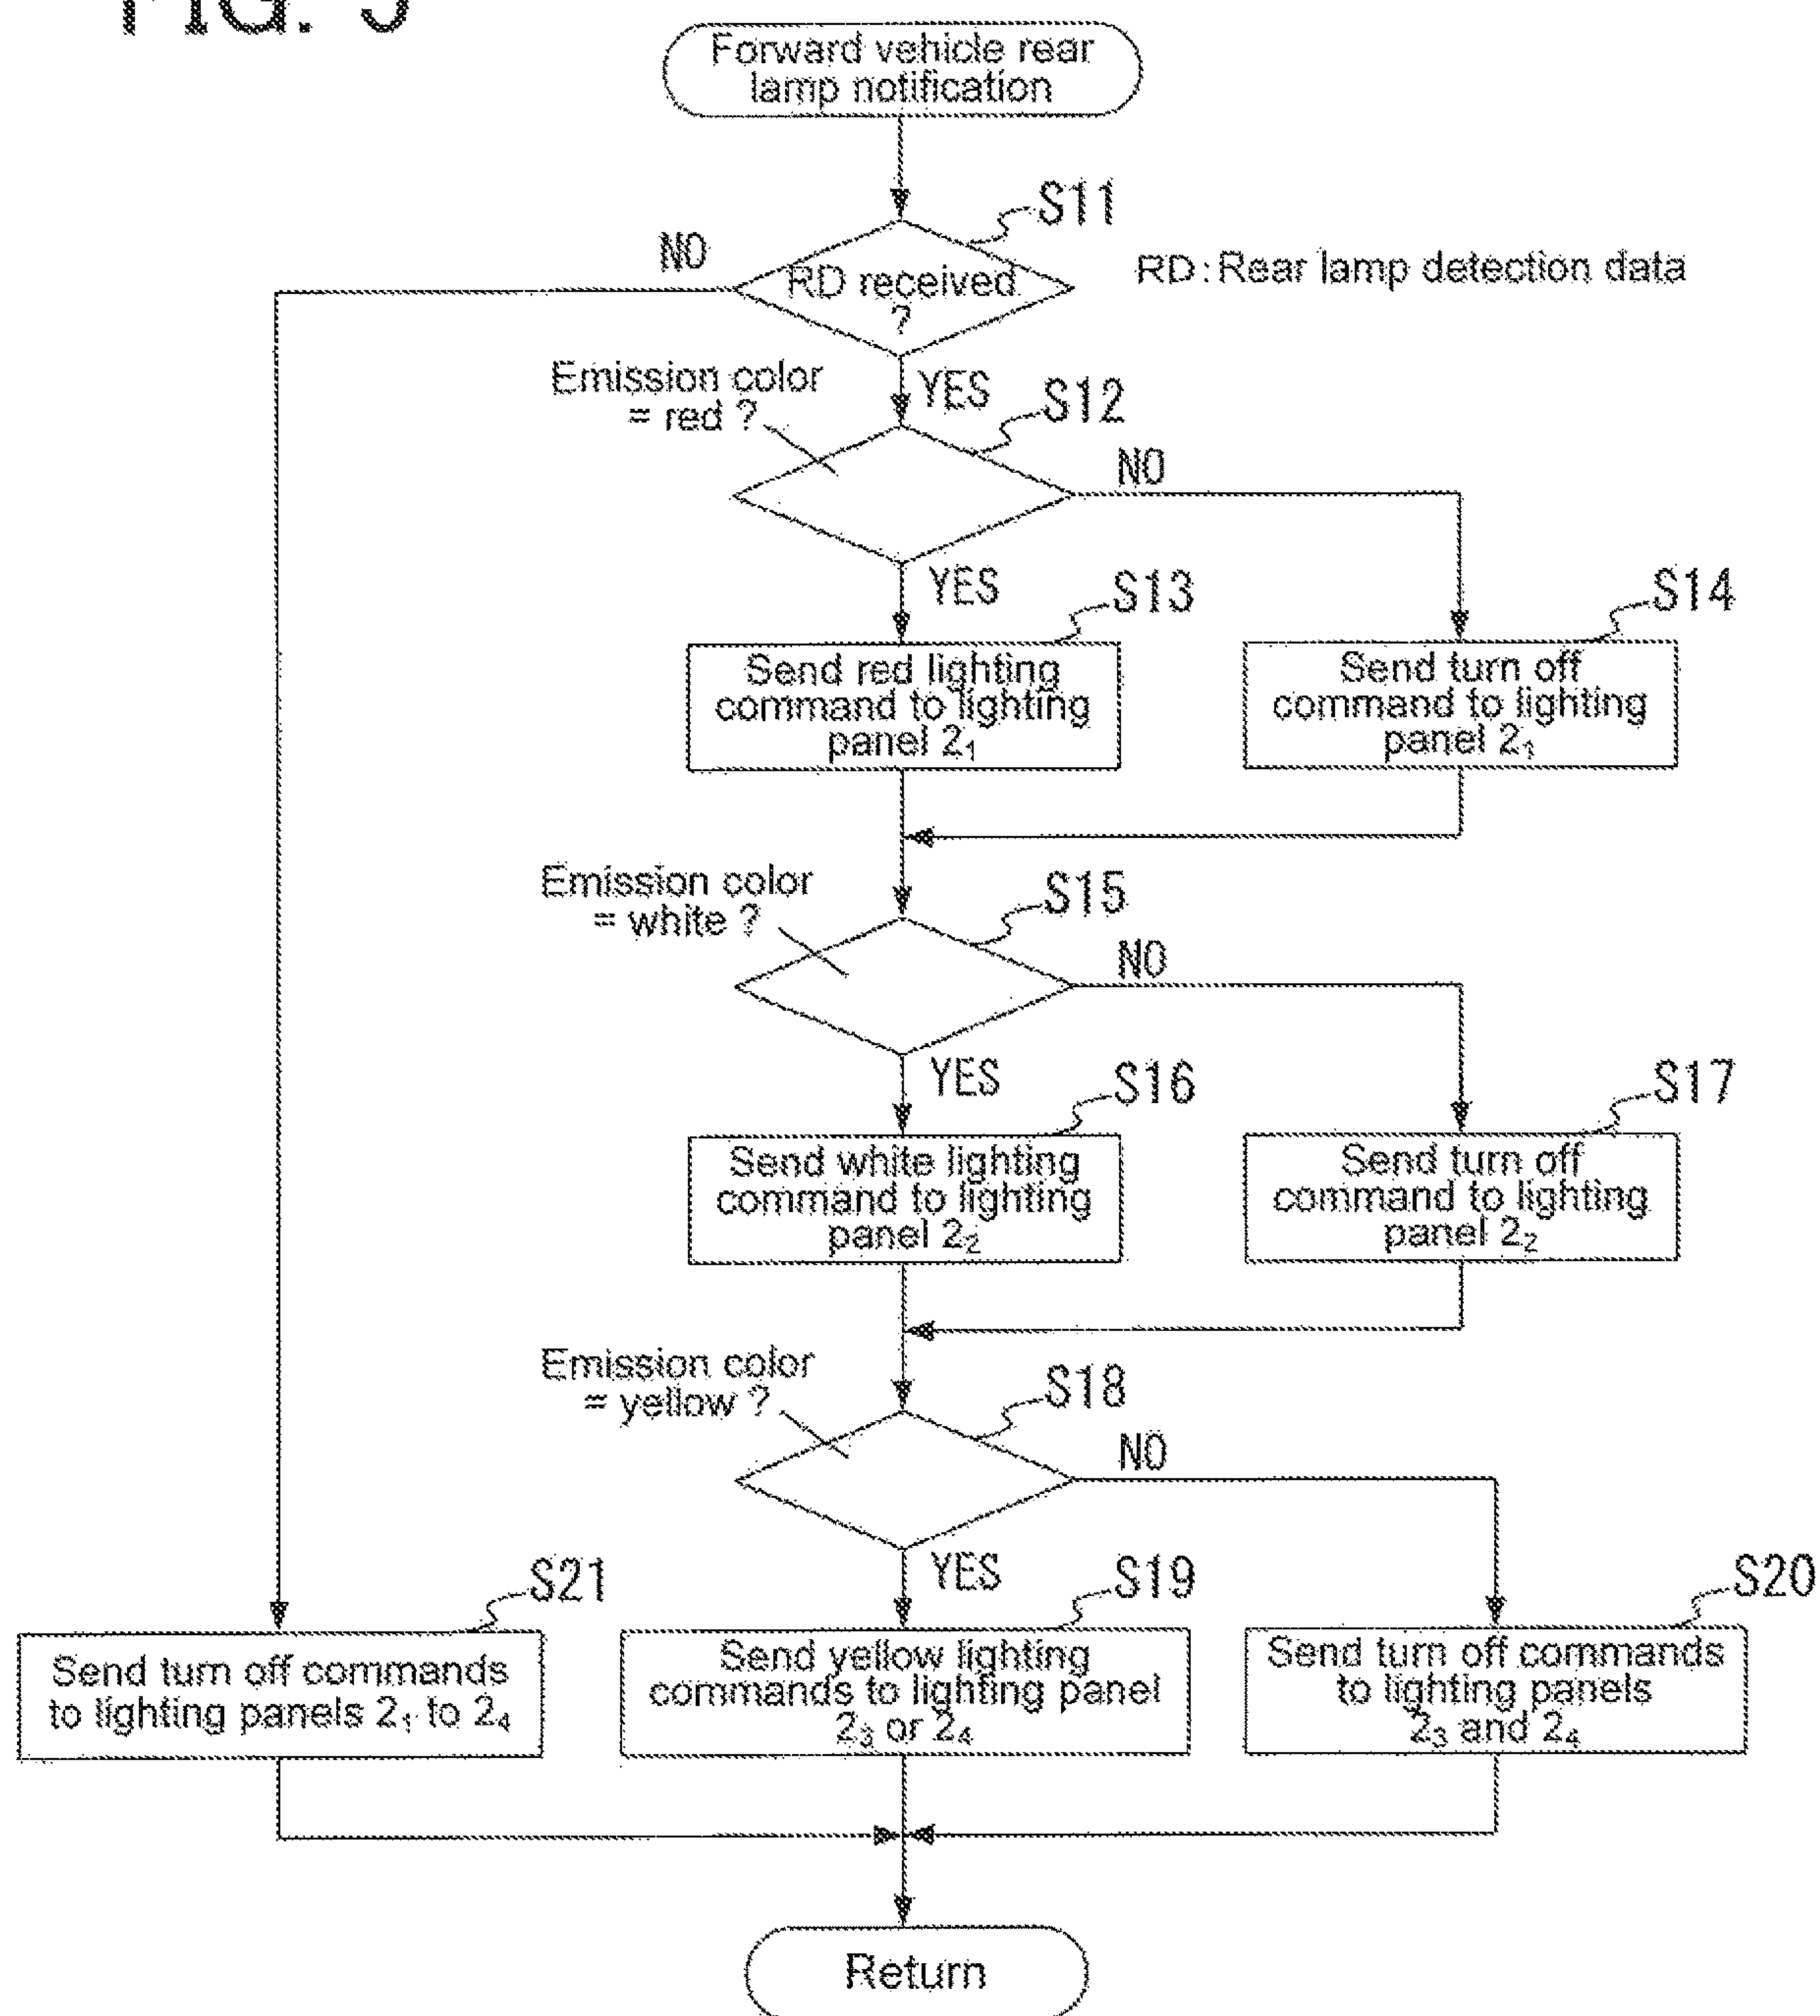 Forward vehicle rear
lamp notification
S11
NO
RD received
?
RD : Rear lamp detection data
YES
Emission color
= red ?
S12
NO
YES
S13
Send red lighting
command to lighting
panel 2₁
S14
Send turn off
command to lighting
panel 2₁
Emission color
= white ?
S15
NO
YES
S16
Send white lighting
command to lighting
panel 2₂
S17
Send turn off
command to lighting
panel 2₂
Emission color
= yellow ?
S18
NO
YES
S21
Send turn off commands
to lighting panels 2₁ to 2₄
S19
Send yellow lighting
commands to lighting panel
2₃ or 2₄
S20
Send turn off commands
to lighting panels
2₃ and 2₄
Return